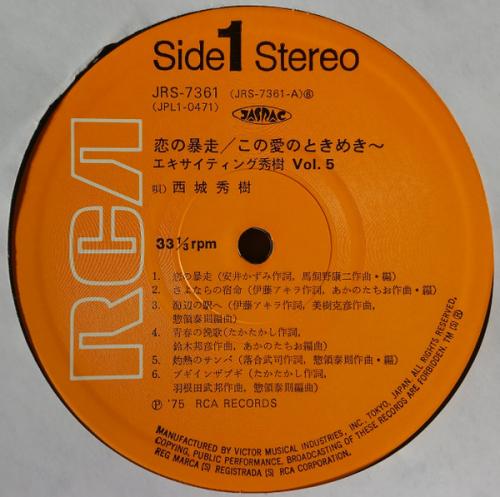 Side 1 Stereo
JRS-7361 (JRS-7361-A)⑥
(JPL1-0471)
JASRAC
恋の暴走/この愛のときめき〜
エキサイティング秀樹 Vol. 5
唄) 西城秀樹
RCA
33 1/3 rpm
1. 恋の暴走 (安井かずみ作詞、馬飼野康二作曲・編)
2. さよならの宿命 (伊藤アキラ作詞、あかのたちお作曲・編)
3. 海辺の駅へ (伊藤アキラ作詞、美樹克彦作曲、
惣領泰則編曲)
4. 青春の挽歌 (たかたかし作詞、
鈴木邦彦作曲、あかのたちお編曲)
5. 灼熱のサンバ (落合武司作詞、惣領泰則作曲・編)
6. ブギインザブギ (たかたかし作詞、
羽根田武邦作曲、惣領泰則編曲)
Ⓟ '75 RCA RECORDS
MANUFACTURED BY VICTOR MUSICAL INDUSTRIES, INC. TOKYO, JAPAN. ALL RIGHTS RESERVED.
COPYING, PUBLIC PERFORMANCE, BROADCASTING OF THESE RECORDS ARE FORBIDDEN. TM (S) Ⓡ
REG MARCA (S) REGISTRADA (S) RCA CORPORATION.